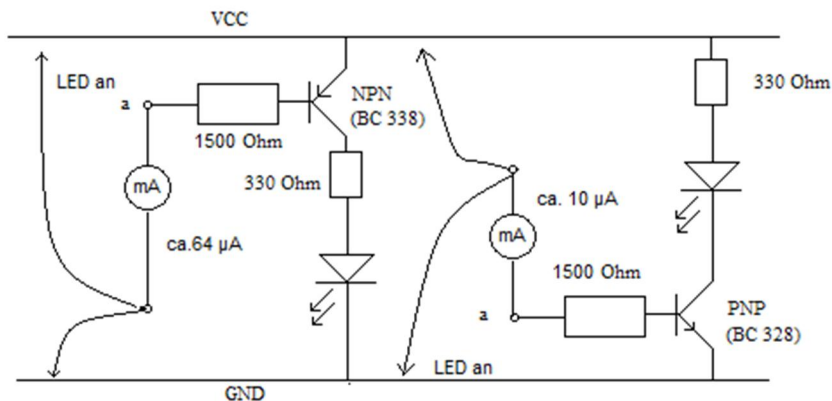 VCC
LED an
a
1500 Ohm
NPN
(BC 338)
330 Ohm
mA
ca.64 µA
330 Ohm
ca. 10 µA
mA
a
1500 Ohm
PNP
(BC 328)
LED an
GND